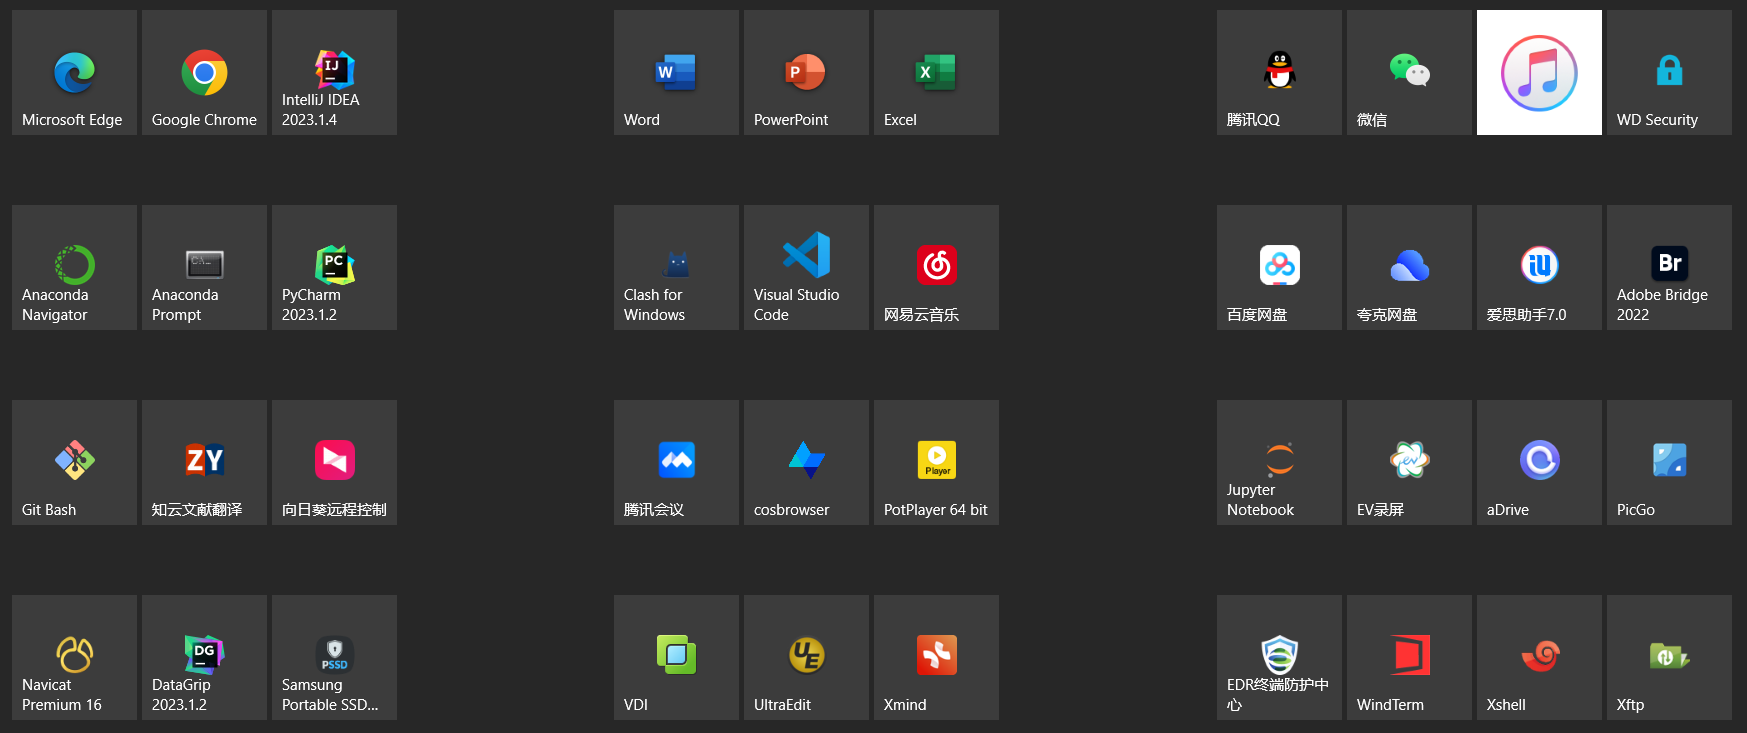 Microsoft Edge
Google Chrome
IJ
IntelliJ IDEA
2023.1.4
W
Word
P
PowerPoint
X
Excel
腾讯QQ
微信
WD Security
Anaconda
Navigator
C:\_
Anaconda
Prompt
PC
PyCharm
2023.1.2
Clash for
Windows
Visual Studio
Code
网易云音乐
百度网盘
夸克网盘
iU
爱思助手7.0
Br
Adobe Bridge
2022
Git Bash
ZY
知云文献翻译
向日葵远程控制
腾讯会议
cosbrowser
Player
PotPlayer 64 bit
Jupyter
Notebook
ev
EV录屏
aDrive
PicGo
Navicat
Premium 16
DG
DataGrip
2023.1.2
PSSD
Samsung
Portable SSD...
VDI
UE
UltraEdit
Xmind
EDR终端防护中
心
WindTerm
Xshell
Xftp